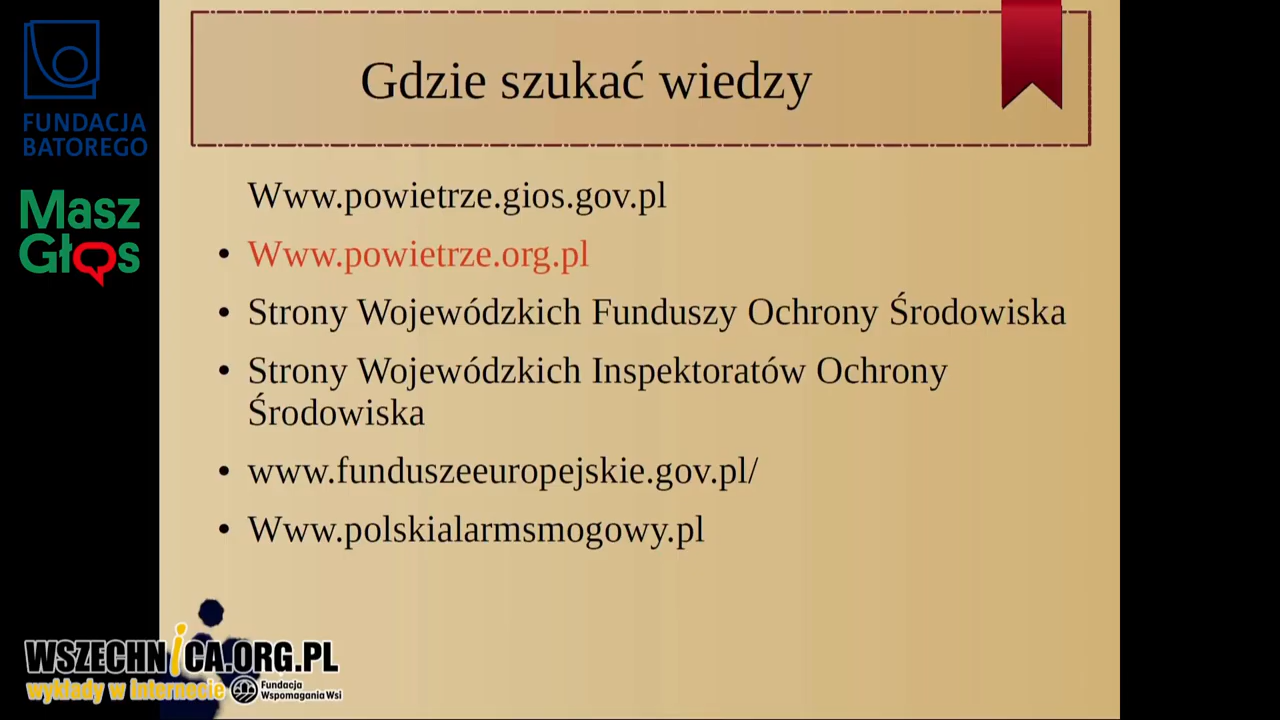 FUNDACJA
BATOREGO
Masz
Głos
Gdzie szukać wiedzy
Www.powietrze.gios.gov.pl
• Www.powietrze.org.pl
• Strony Wojewódzkich Funduszy Ochrony Środowiska
• Strony Wojewódzkich Inspektoratów Ochrony
Środowiska
• www.funduszeeuropejskie.gov.pl/
• Www.polskialarmsmogowy.pl
WSZECHNiCA.ORG.PL
wykłady w internecie
Fundacja
Wspomagania Wsi